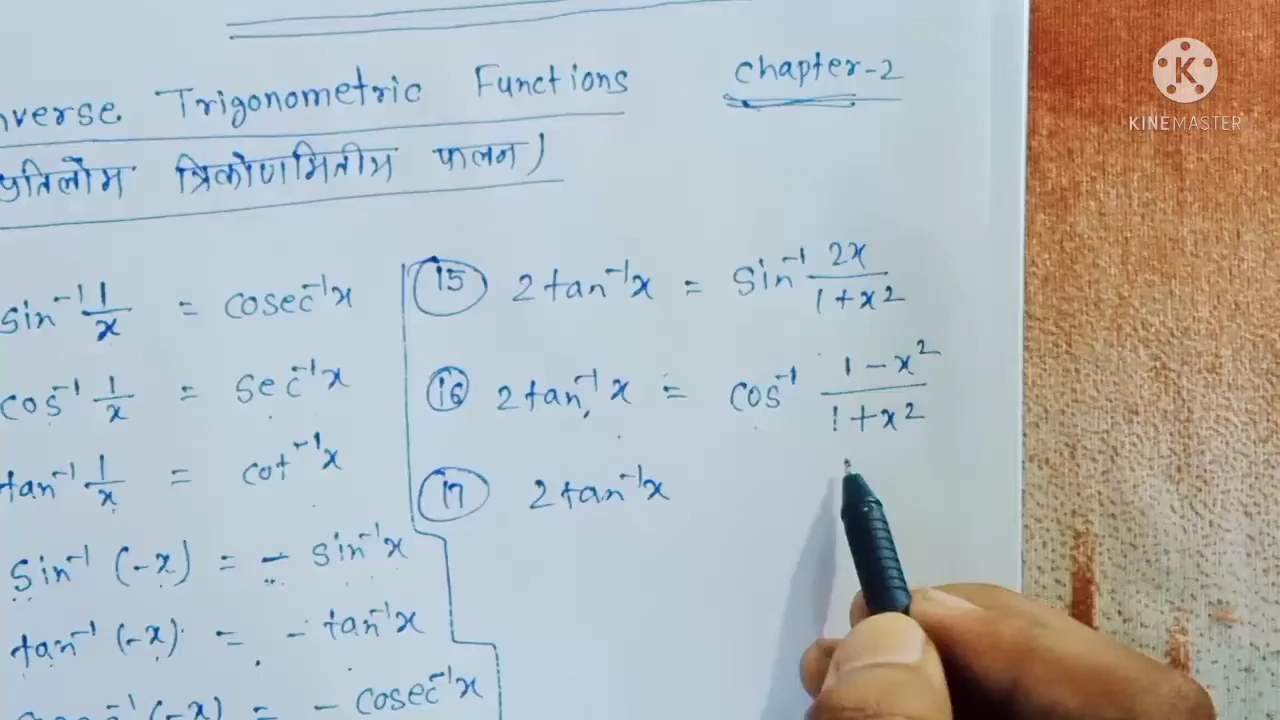 nverse Trigonometric Functions
chapter-2
प्रतिलोम त्रिकोणमितीय फलन)
sin⁻¹ 1/x = cosec⁻¹x
cos⁻¹ 1/x = sec⁻¹x
tan⁻¹ 1/x = cot⁻¹x
sin⁻¹ (-x) = - sin⁻¹x
tan⁻¹ (-x) = - tan⁻¹x
⁻¹(-x) = - cosec⁻¹x
15 2tan⁻¹x = sin⁻¹ 2x/1+x²
16 2tan⁻¹x = cos⁻¹ 1-x²/1+x²
17 2tan⁻¹x
K
KINEMASTER